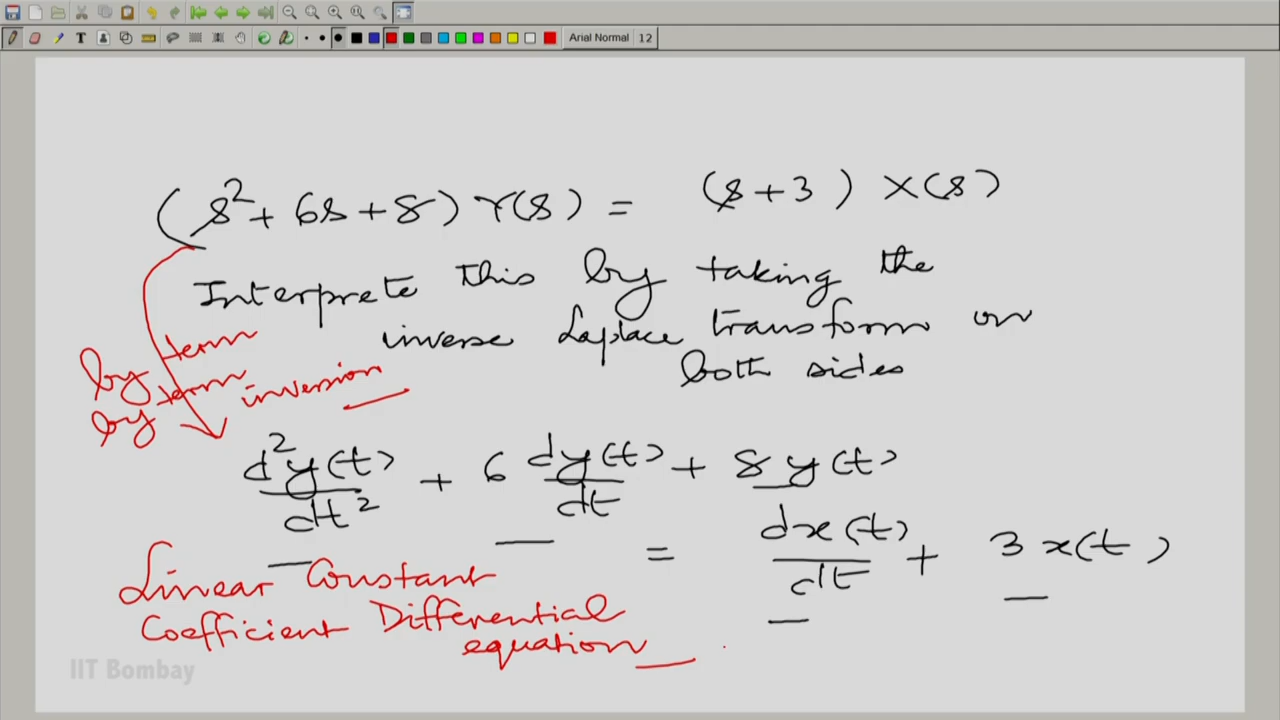 Arial Normal 12
(s² + 6s + 8) Y(s) = (s + 3) X(s)
Interprete this by taking the
inverse Laplace transform on
both sides
by term
by term inversion
d²y(t)/dt² + 6 dy(t)/dt + 8 y(t)
= dx(t)/dt + 3 x(t)
Linear Constant
Coefficient Differential
equation
IIT Bombay